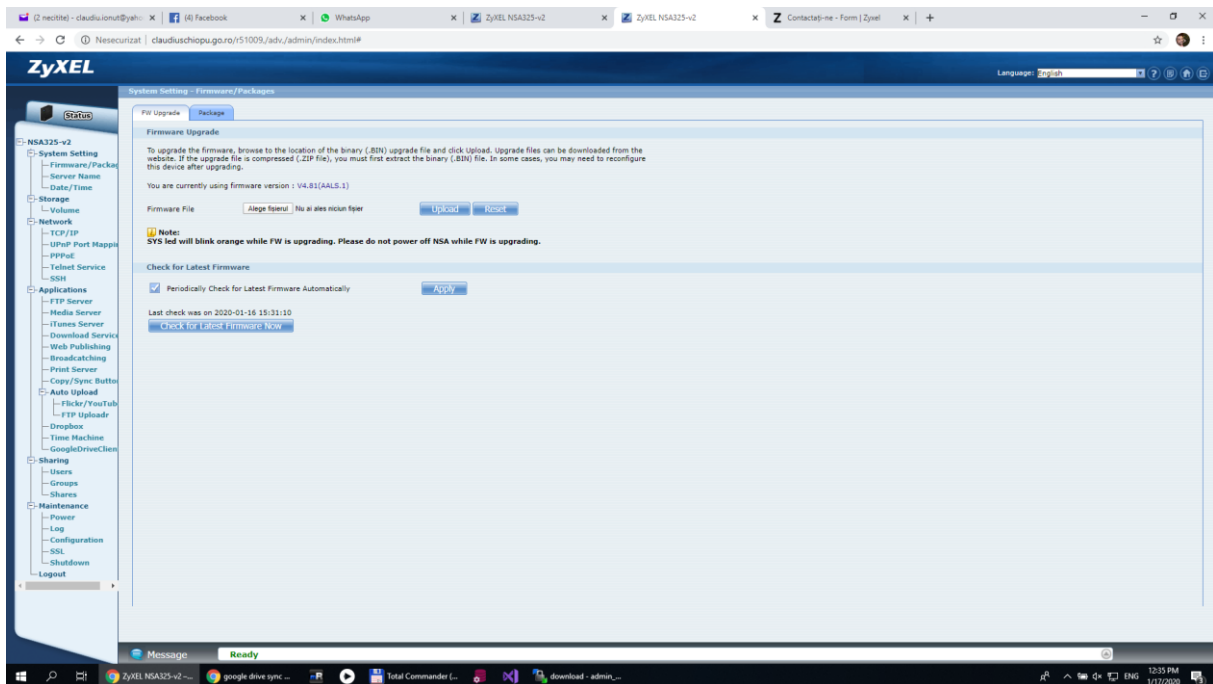 (2 necitite) - claudiu.ionut@yaho
(4) Facebook
WhatsApp
ZyXEL NSA325-v2
ZyXEL NSA325-v2
Contactați-ne - Form | Zyxel
Nesecurizat | claudiuschiopu.go.ro/r51009,/adv,/admin/index.html#
ZyXEL
Language: English
System Setting - Firmware/Packages
Status
FW Upgrade
Package
NSA325-v2
System Setting
Firmware/Packag
Server Name
Date/Time
Storage
Volume
Network
TCP/IP
UPnP Port Mappin
PPPoE
Telnet Service
SSH
Applications
FTP Server
Media Server
iTunes Server
Download Service
Web Publishing
Broadcatching
Print Server
Copy/Sync Button
Auto Upload
Flickr/YouTub
FTP Uploadr
Dropbox
Time Machine
GoogleDriveClien
Sharing
Users
Groups
Shares
Maintenance
Power
Log
Configuration
SSL
Shutdown
Logout
Firmware Upgrade
To upgrade the firmware, browse to the location of the binary (.BIN) upgrade file and click Upload. Upgrade files can be downloaded from the
website. If the upgrade file is compressed (.ZIP file), you must first extract the binary (.BIN) file. In some cases, you may need to reconfigure
this device after upgrading.
You are currently using firmware version : V4.81(AALS.1)
Firmware File
Alege fișierul Nu ai ales niciun fișier
Upload
Reset
Note:
SYS led will blink orange while FW is upgrading. Please do not power off NSA while FW is upgrading.
Check for Latest Firmware
Periodically Check for Latest Firmware Automatically
Apply
Last check was on 2020-01-16 15:31:10
Check for Latest Firmware Now
Message
Ready
ZyXEL NSA325-v2 -...
google drive sync ...
Total Commander (...
download - admin_...
ENG
12:35 PM
1/17/2020